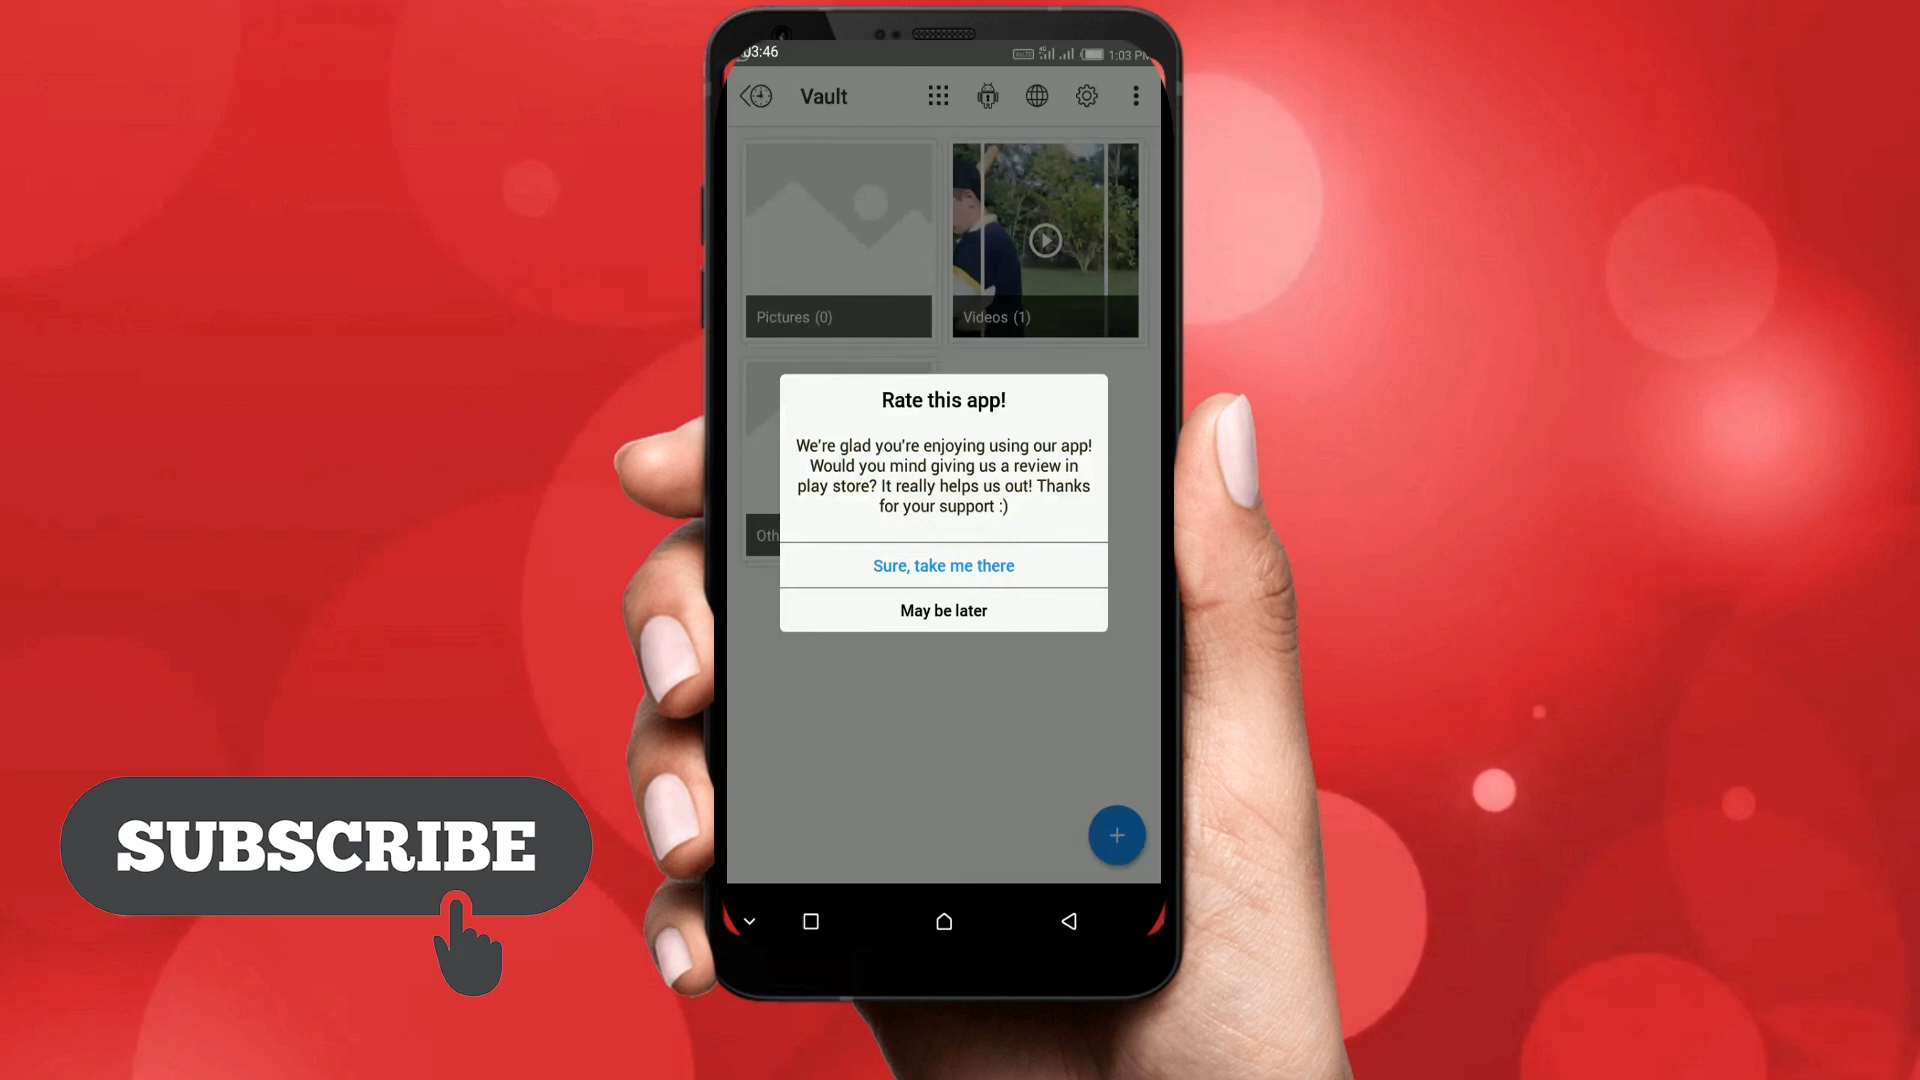 03:46
1:03 PM
Vault
Pictures (0)
Videos (1)
Rate this app!
We're glad you're enjoying using our app!
Would you mind giving us a review in
play store? It really helps us out! Thanks
for your support :)
Oth
Sure, take me there
May be later
SUBSCRIBE